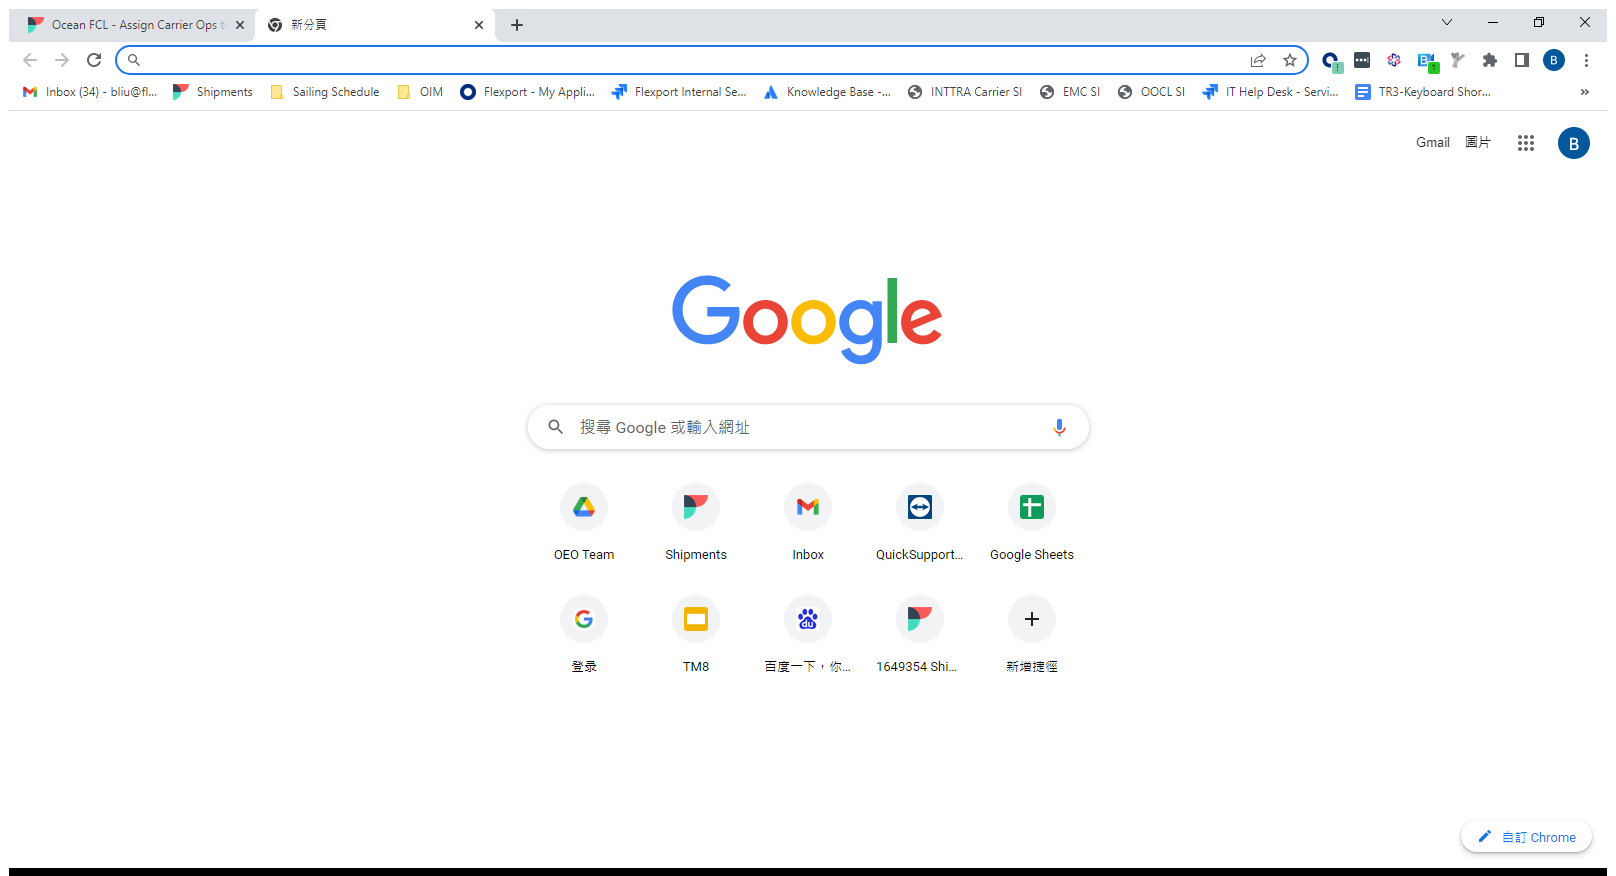 Ocean FCL - Assign Carrier Ops t
新分頁
Inbox (34) - bliu@fl...
Shipments
Sailing Schedule
OIM
Flexport - My Appli...
Flexport Internal Se...
Knowledge Base -...
INTTRA Carrier SI
EMC SI
OOCL SI
IT Help Desk - Servi...
TR3-Keyboard Shor...
»
Gmail
圖片
B
B
1
Google
搜尋 Google 或輸入網址
OEO Team
Shipments
Inbox
QuickSupport...
Google Sheets
登录
TM8
百度一下，你...
1649354 Shi...
新增捷徑
du
自訂 Chrome